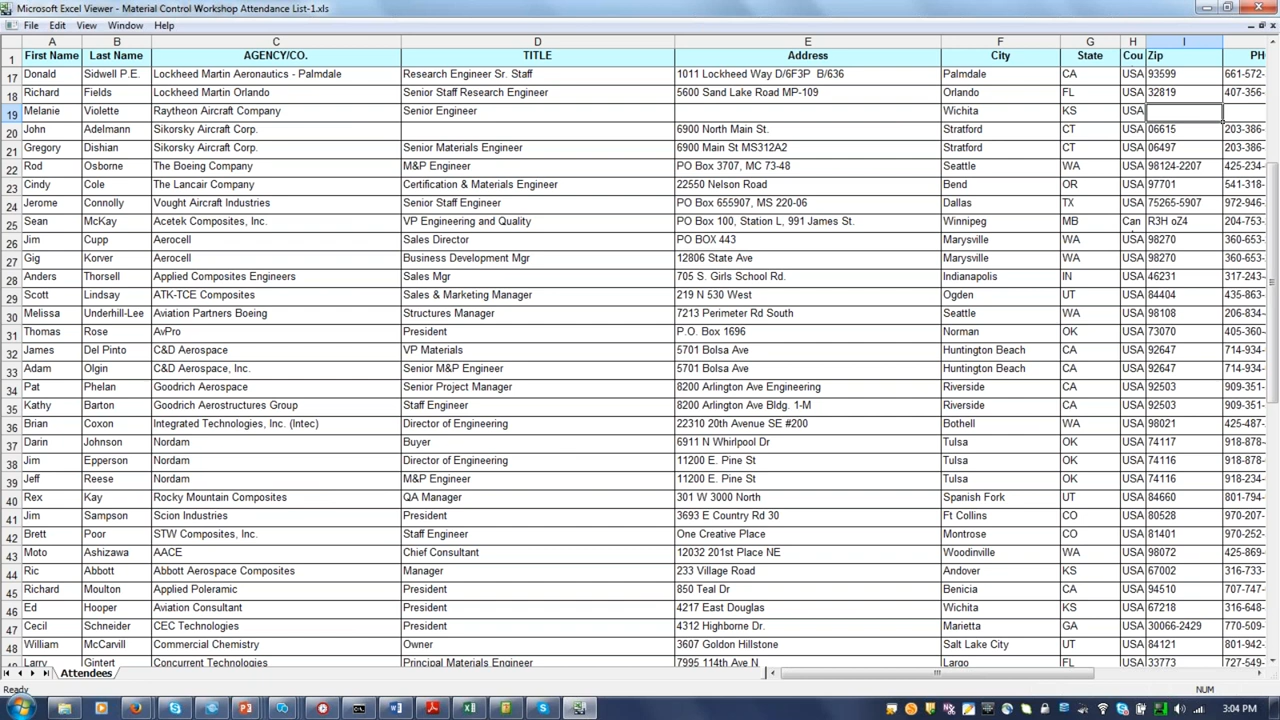 Microsoft Excel Viewer - Material Control Workshop Attendance List-1.xls
File Edit View Window Help
A B C D E F G H I
1 First Name Last Name AGENCY/CO. TITLE Address City State Cou Zip PH
17 Donald Sidwell P.E. Lockheed Martin Aeronautics - Palmdale Research Engineer Sr. Staff 1011 Lockheed Way D/6F3P B/636 Palmdale CA USA 93599 661-572-
18 Richard Fields Lockheed Martin Orlando Senior Staff Research Engineer 5600 Sand Lake Road MP-109 Orlando FL USA 32819 407-356-
19 Melanie Violette Raytheon Aircraft Company Senior Engineer Wichita KS USA
20 John Adelmann Sikorsky Aircraft Corp. 6900 North Main St. Stratford CT USA 06615 203-386-
21 Gregory Dishian Sikorsky Aircraft Corp. Senior Materials Engineer 6900 Main St MS312A2 Stratford CT USA 06497 203-386-
22 Rod Osborne The Boeing Company M&P Engineer PO Box 3707, MC 73-48 Seattle WA USA 98124-2207 425-234-
23 Cindy Cole The Lancair Company Certification & Materials Engineer 22550 Nelson Road Bend OR USA 97701 541-318-
24 Jerome Connolly Vought Aircraft Industries Senior Staff Engineer PO Box 655907, MS 220-06 Dallas TX USA 75265-5907 972-946-
25 Sean McKay Acetek Composites, Inc. VP Engineering and Quality PO Box 100, Station L, 991 James St. Winnipeg MB Can R3H oZ4 204-753-
26 Jim Cupp Aerocell Sales Director PO BOX 443 Marysville WA USA 98270 360-653-
27 Gig Korver Aerocell Business Development Mgr 12806 State Ave Marysville WA USA 98270 360-653-
28 Anders Thorsell Applied Composites Engineers Sales Mgr 705 S. Girls School Rd. Indianapolis IN USA 46231 317-243-
29 Scott Lindsay ATK-TCE Composites Sales & Marketing Manager 219 N 530 West Ogden UT USA 84404 435-863-
30 Melissa Underhill-Lee Aviation Partners Boeing Structures Manager 7213 Perimeter Rd South Seattle WA USA 98108 206-834-
31 Thomas Rose AvPro President P.O. Box 1696 Norman OK USA 73070 405-360-
32 James Del Pinto C&D Aerospace VP Materials 5701 Bolsa Ave Huntington Beach CA USA 92647 714-934-
33 Adam Olgin C&D Aerospace, Inc. Senior M&P Engineer 5701 Bolsa Ave Huntington Beach CA USA 92647 714-934-
34 Pat Phelan Goodrich Aerospace Senior Project Manager 8200 Arlington Ave Engineering Riverside CA USA 92503 909-351-
35 Kathy Barton Goodrich Aerostructures Group Staff Engineer 8200 Arlington Ave Bldg. 1-M Riverside CA USA 92503 909-351-
36 Brian Coxon Integrated Technologies, Inc. (Intec) Director of Engineering 22310 20th Avenue SE #200 Bothell WA USA 98021 425-487-
37 Darin Johnson Nordam Buyer 6911 N Whirlpool Dr Tulsa OK USA 74117 918-878-
38 Jim Epperson Nordam Director of Engineering 11200 E. Pine St Tulsa OK USA 74116 918-878-
39 Jeff Reese Nordam M&P Engineer 11200 E. Pine St Tulsa OK USA 74116 918-234-
40 Rex Kay Rocky Mountain Composites QA Manager 301 W 3000 North Spanish Fork UT USA 84660 801-794-
41 Jim Sampson Scion Industries President 3693 E Country Rd 30 Ft Collins CO USA 80528 970-207-
42 Brett Poor STW Composites, Inc. Staff Engineer One Creative Place Montrose CO USA 81401 970-252-
43 Moto Ashizawa AACE Chief Consultant 12032 201st Place NE Woodinville WA USA 98072 425-869-
44 Ric Abbott Abbott Aerospace Composites Manager 233 Village Road Andover KS USA 67002 316-733-
45 Richard Moulton Applied Poleramic President 850 Teal Dr Benicia CA USA 94510 707-747-
46 Ed Hooper Aviation Consultant President 4217 East Douglas Wichita KS USA 67218 316-648-
47 Cecil Schneider CEC Technologies President 4312 Highborne Dr. Marietta GA USA 30066-2429 770-509-
48 William McCarvill Commercial Chemistry Owner 3607 Goldon Hillstone Salt Lake City UT USA 84121 801-942-
Larry Gintert Concurrent Technologies Principal Materials Engineer 7995 114th Ave N Largo FL USA 33773 727-549-
Attendees
Ready NUM
3:04 PM